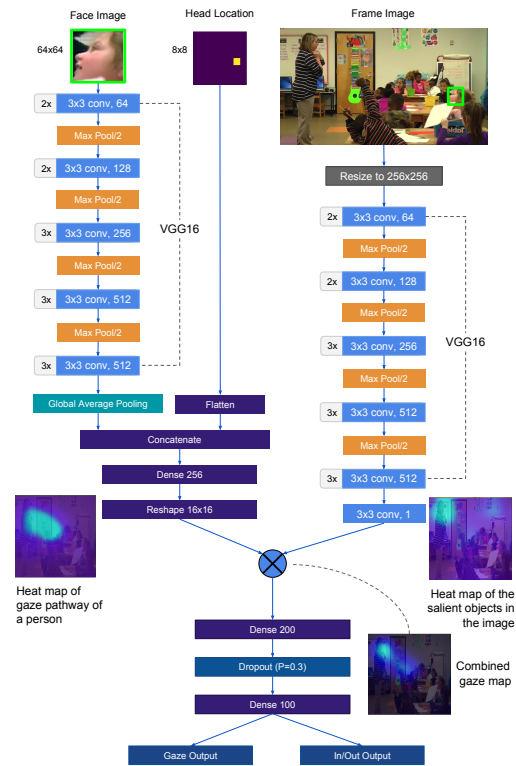 Face Image
Head Location
Frame Image
64x64
8x8
2x 3x3 conv, 64
Max Pool/2
2x 3x3 conv, 128
Max Pool/2
3x 3x3 conv, 256
Max Pool/2
3x 3x3 conv, 512
Max Pool/2
3x 3x3 conv, 512
VGG16
Global Average Pooling
Flatten
Concatenate
Dense 256
Reshape 16x16
Resize to 256x256
2x 3x3 conv, 64
Max Pool/2
2x 3x3 conv, 128
Max Pool/2
3x 3x3 conv, 256
Max Pool/2
3x 3x3 conv, 512
Max Pool/2
3x 3x3 conv, 512
VGG16
3x3 conv, 1
Heat map of
gaze pathway of
a person
Heat map of the
salient objects in
the image
Dense 200
Dropout (P=0.3)
Dense 100
Combined
gaze map
Gaze Output
In/Out Output